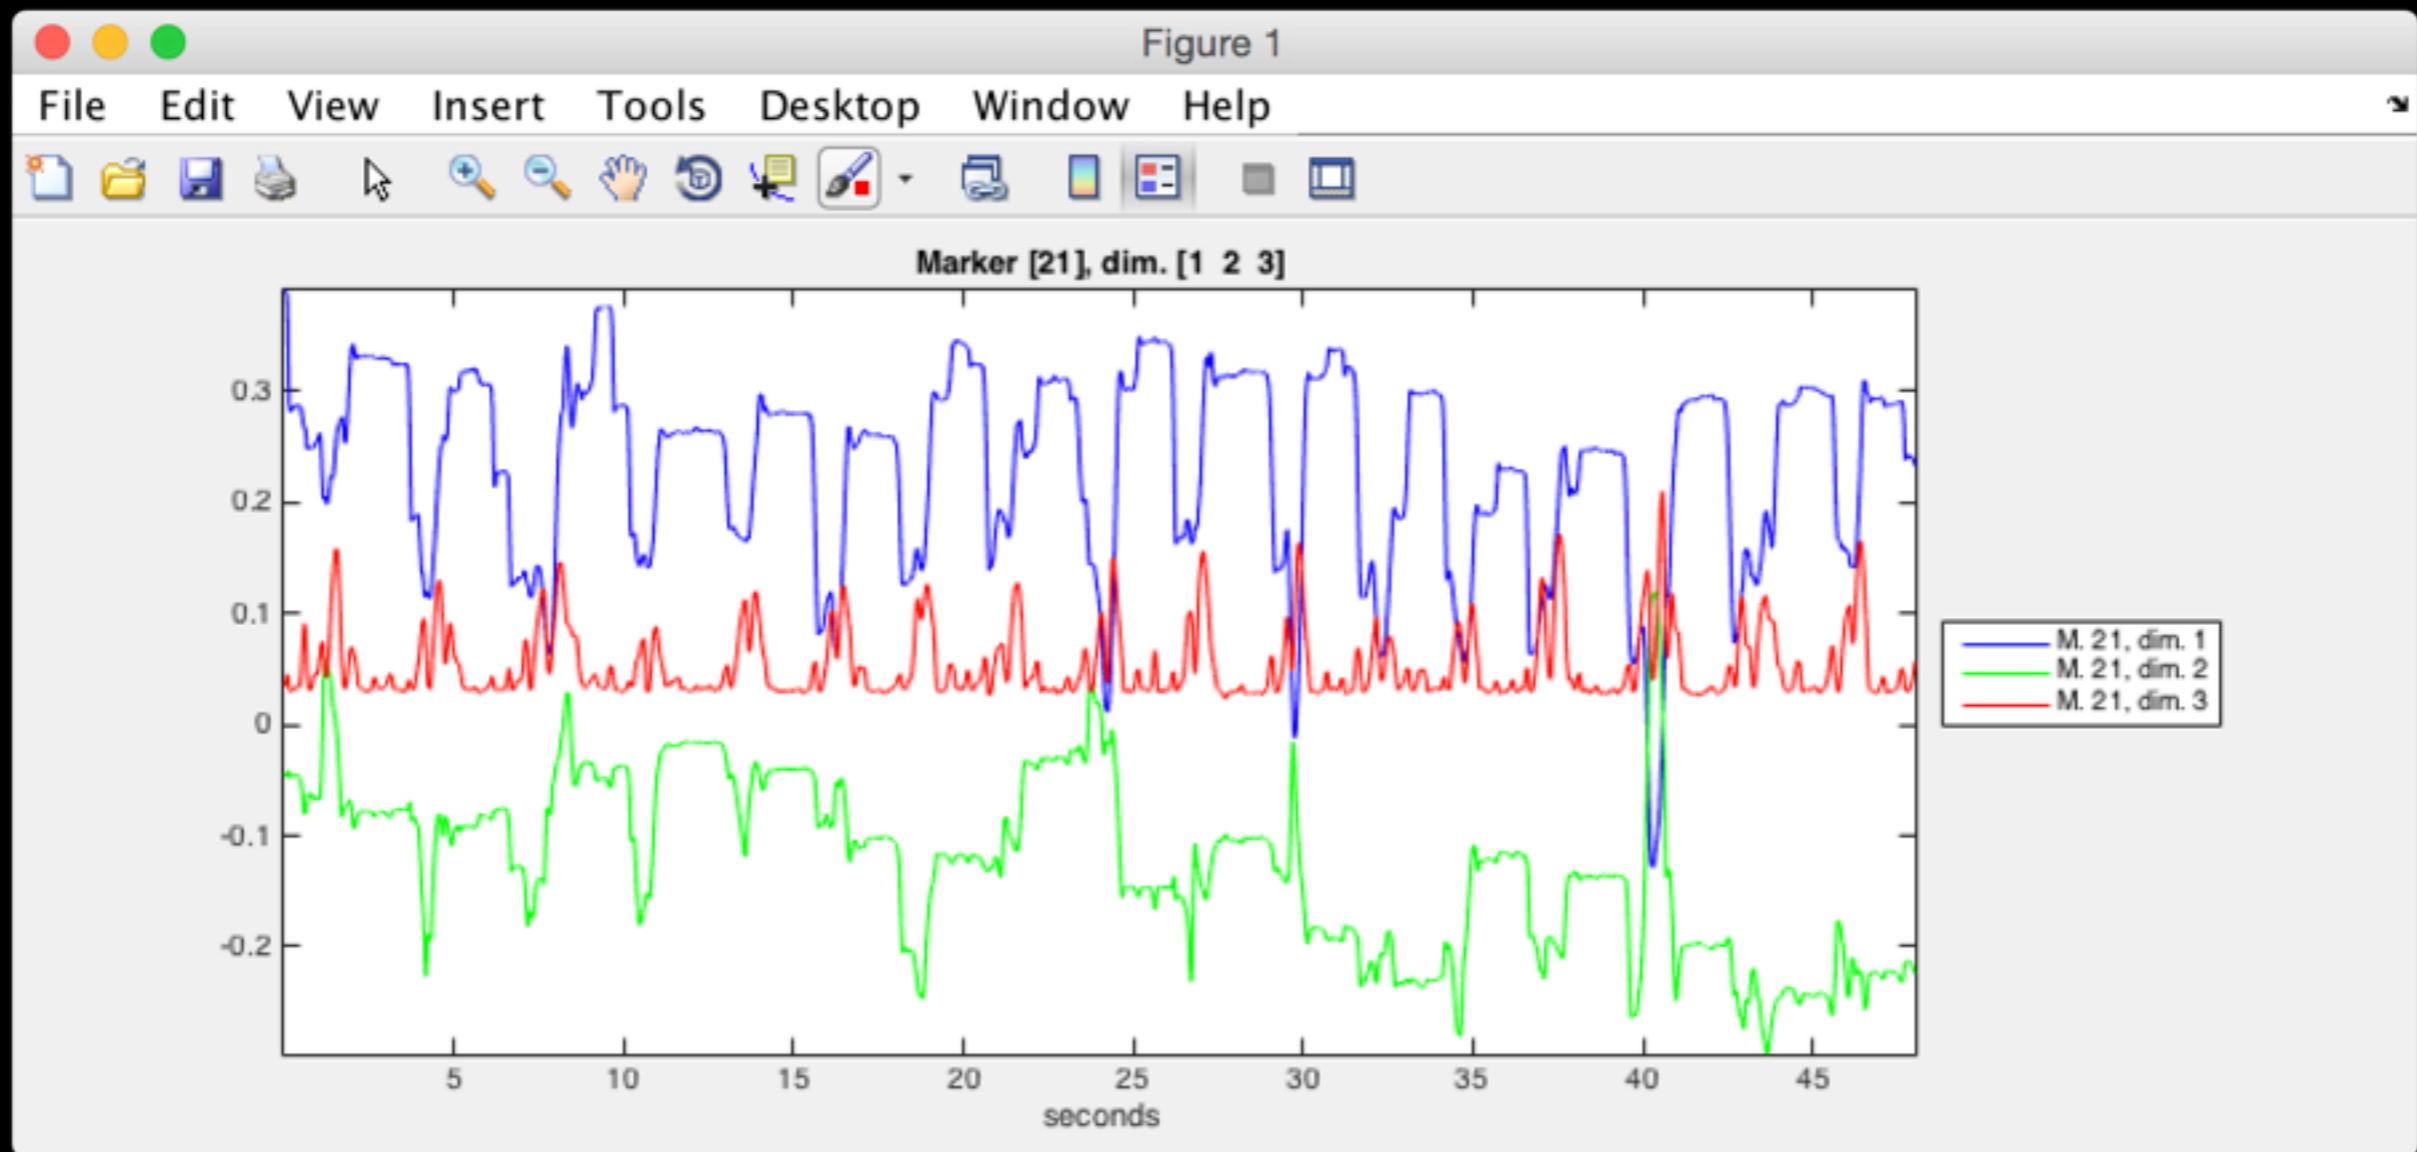 Figure 1
File Edit View Insert Tools Desktop Window Help
Marker [21], dim. [1 2 3]
0.3
0.2
0.1
0
-0.1
-0.2
M. 21, dim. 1
M. 21, dim. 2
M. 21, dim. 3
5 10 15 20 25 30 35 40 45
seconds